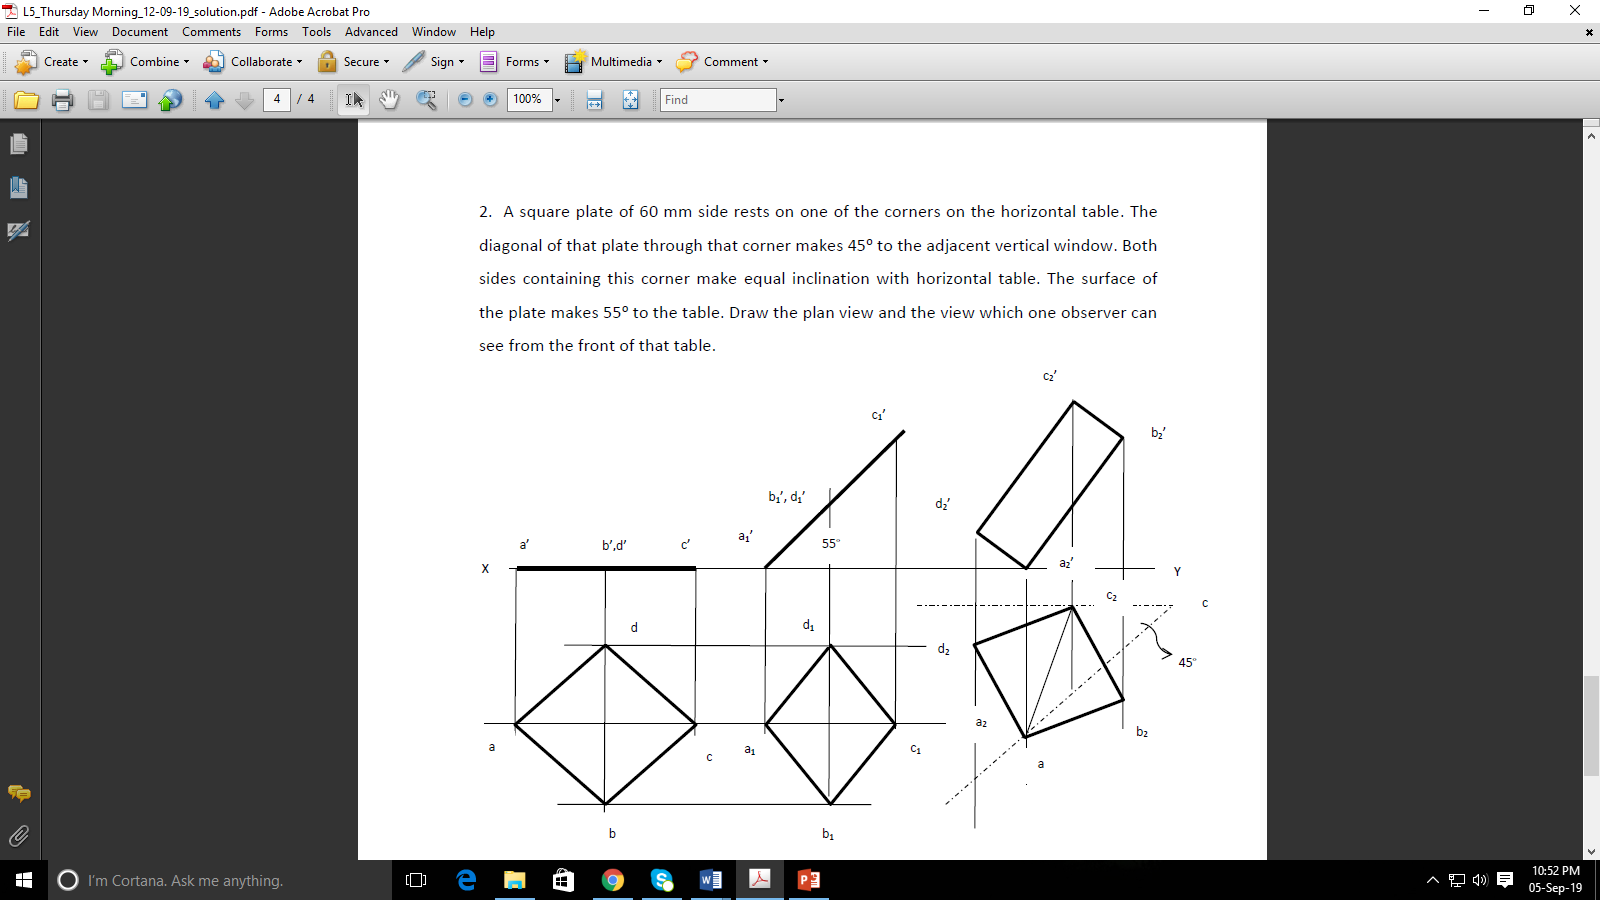 L5_Thursday Morning_12-09-19_solution.pdf - Adobe Acrobat Pro
File Edit View Document Comments Forms Tools Advanced Window Help
Create Combine Collaborate Secure Sign Forms Multimedia Comment
4 / 4 100% Find
2. A square plate of 60 mm side rests on one of the corners on the horizontal table. The
diagonal of that plate through that corner makes 45º to the adjacent vertical window. Both
sides containing this corner make equal inclination with horizontal table. The surface of
the plate makes 55º to the table. Draw the plan view and the view which one observer can
see from the front of that table.
c₂′
c₁′
b₂′
b₁′, d₁′
d₂′
a₁′
a′ b′,d′ c′ 55°
X a₂′ Y
c₂ c
d d₁
d₂
45°
a₂
b₂
a c a₁ c₁
a
b b₁
I'm Cortana. Ask me anything.
10:52 PM
05-Sep-19